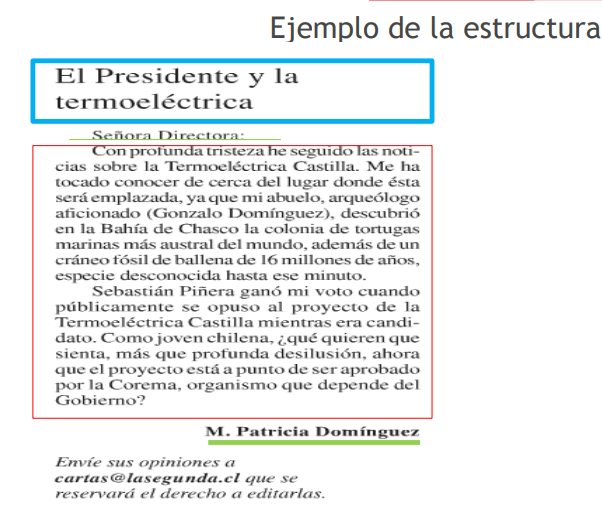 Ejemplo de la estructura
El Presidente y la
termoeléctrica
Señora Directora:
Con profunda tristeza he seguido las noti-
cias sobre la Termoeléctrica Castilla. Me ha
tocado conocer de cerca del lugar donde ésta
será emplazada, ya que mi abuelo, arqueólogo
aficionado (Gonzalo Domínguez), descubrió
en la Bahía de Chasco la colonia de tortugas
marinas más austral del mundo, además de un
cráneo fósil de ballena de 16 millones de años,
especie desconocida hasta ese minuto.
Sebastián Piñera ganó mi voto cuando
públicamente se opuso al proyecto de la
Termoeléctrica Castilla mientras era candi-
dato. Como joven chilena, ¿qué quieren que
sienta, más que profunda desilusión, ahora
que el proyecto está a punto de ser aprobado
por la Corema, organismo que depende del
Gobierno?
M. Patricia Domínguez
Envíe sus opiniones a
cartas@lasegunda.cl que se
reservará el derecho a editarlas.